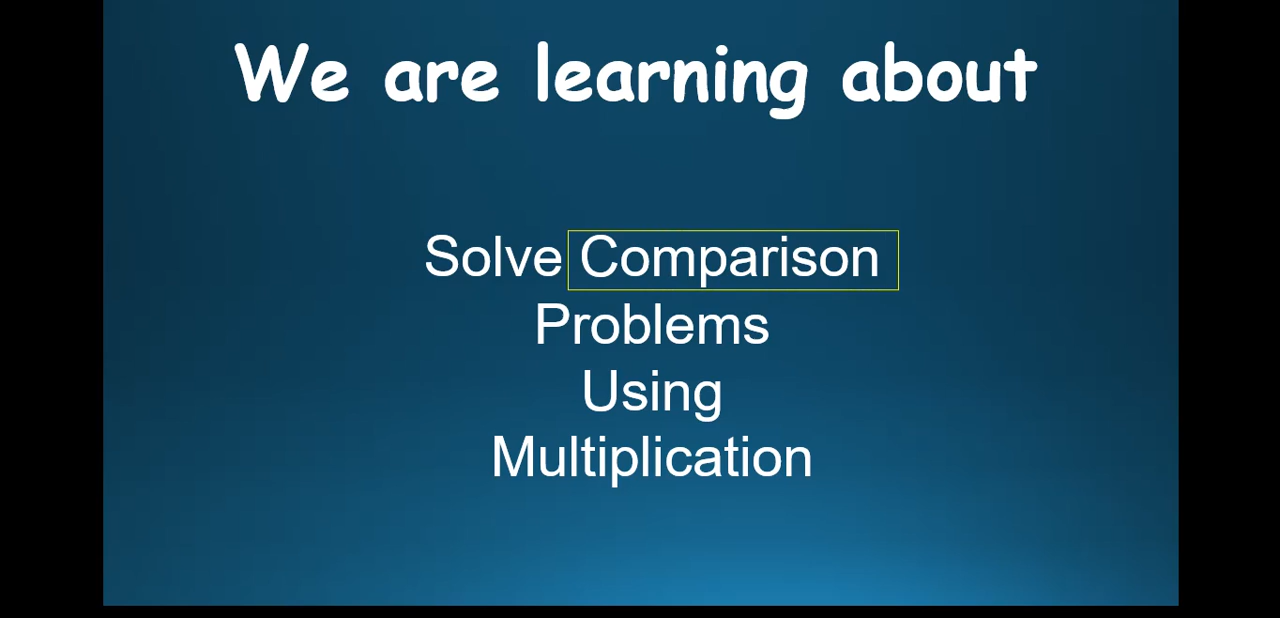 We are learning about
Solve Comparison
Problems
Using
Multiplication